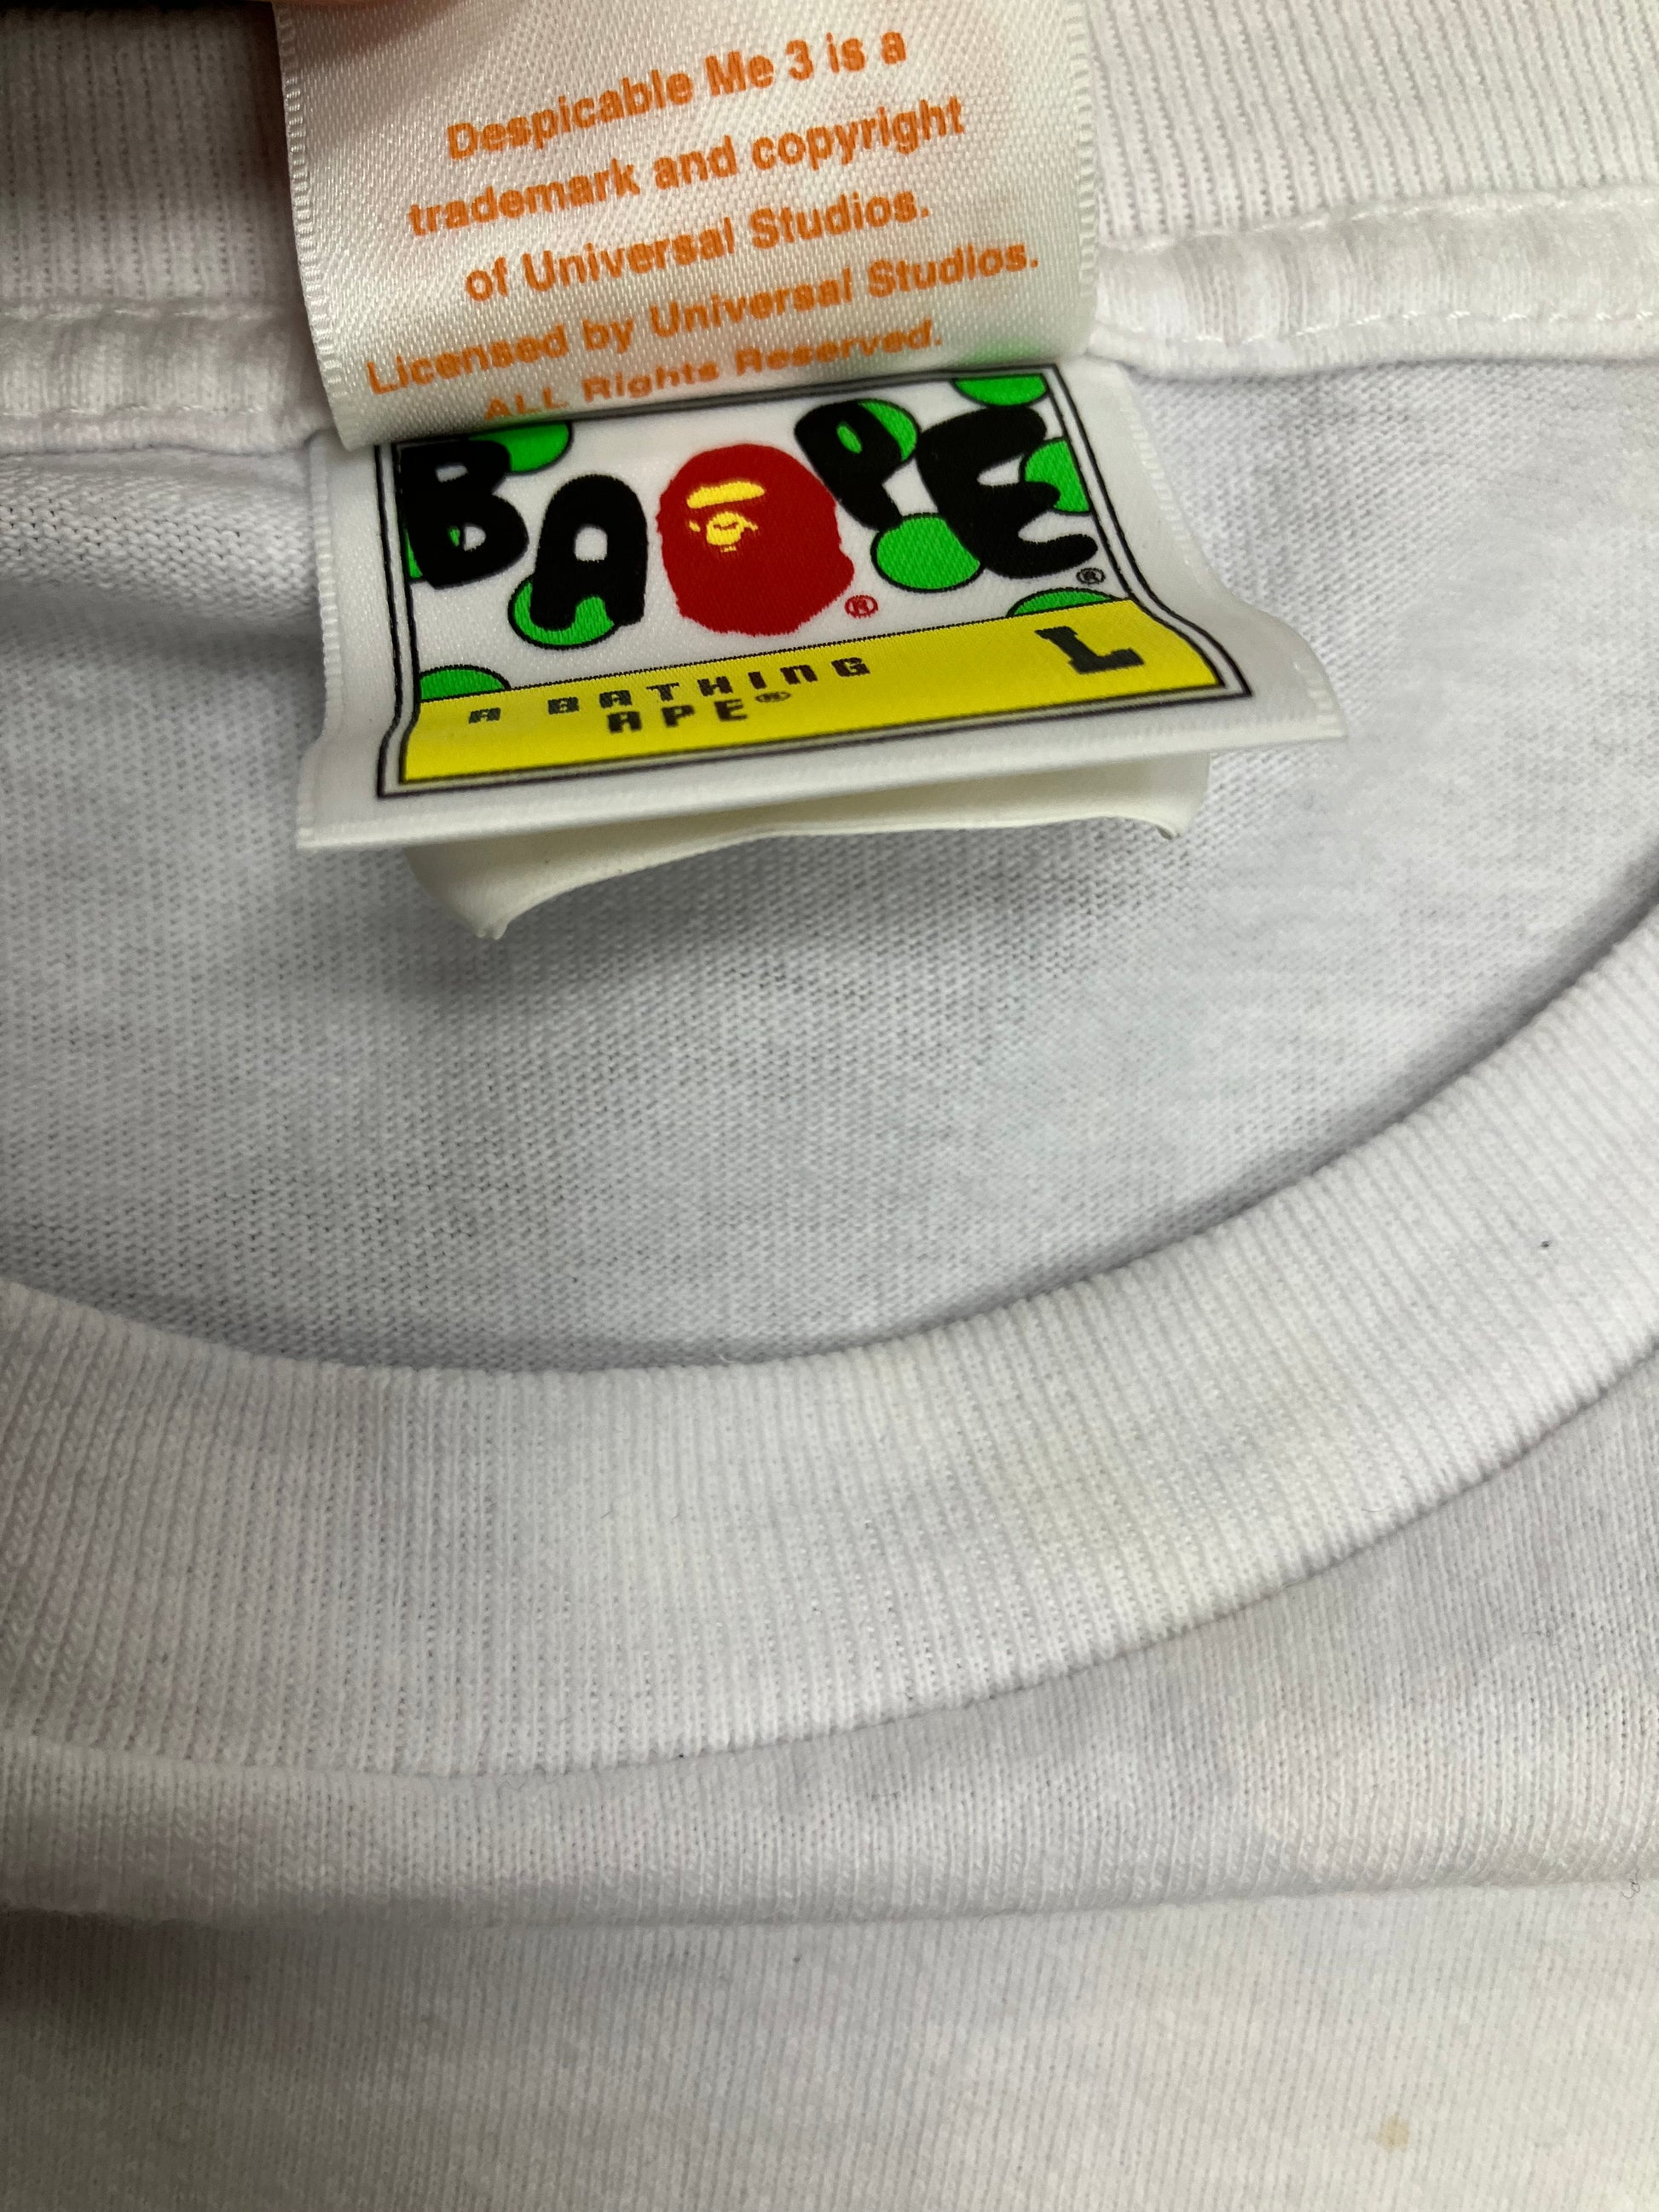 Despicable Me 3 is a
trademark and copyright
of Universal Studios.
Licensed by Universal Studios.
ALL Rights Reserved.
BAPE®
®
A BATHING
APE®
L